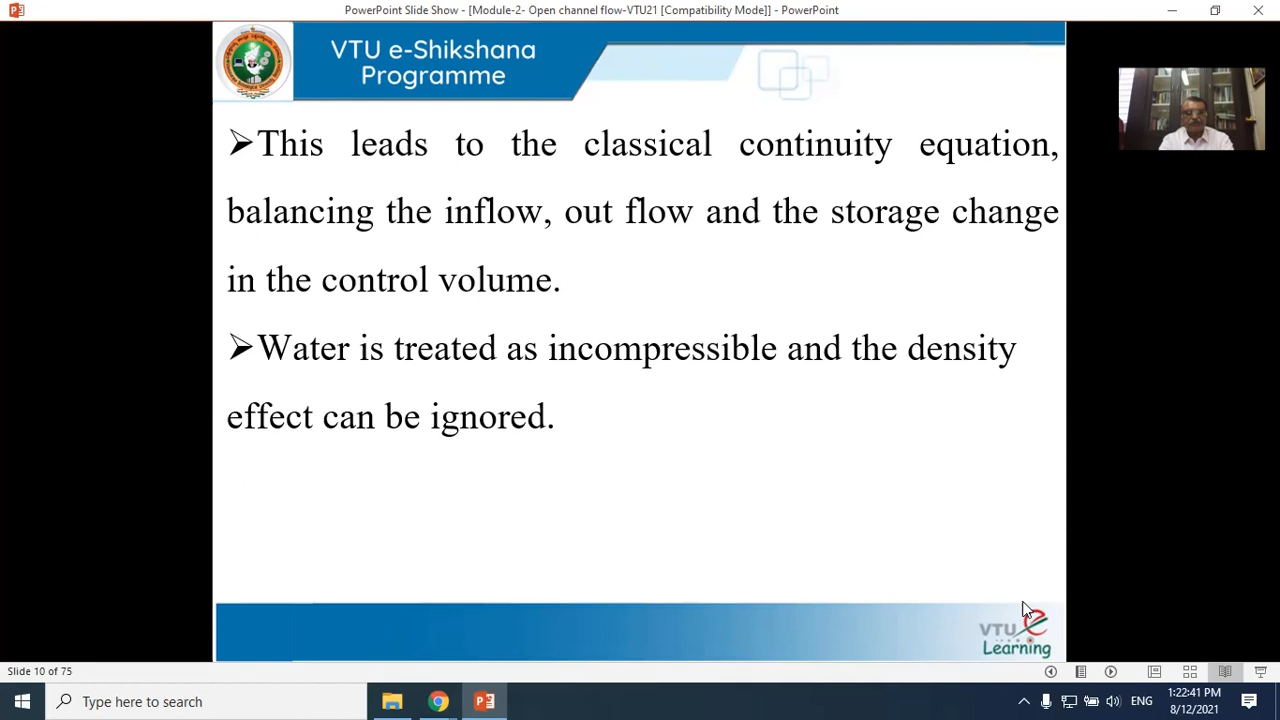 PowerPoint Slide Show - [Module-2- Open channel flow-VTU21 [Compatibility Mode]] - PowerPoint
VTU e-Shikshana
Programme
➢This leads to the classical continuity equation,
balancing the inflow, out flow and the storage change
in the control volume.
➢Water is treated as incompressible and the density
effect can be ignored.
VTU e
Learning
Slide 10 of 75
Type here to search
ENG
1:22:41 PM
8/12/2021